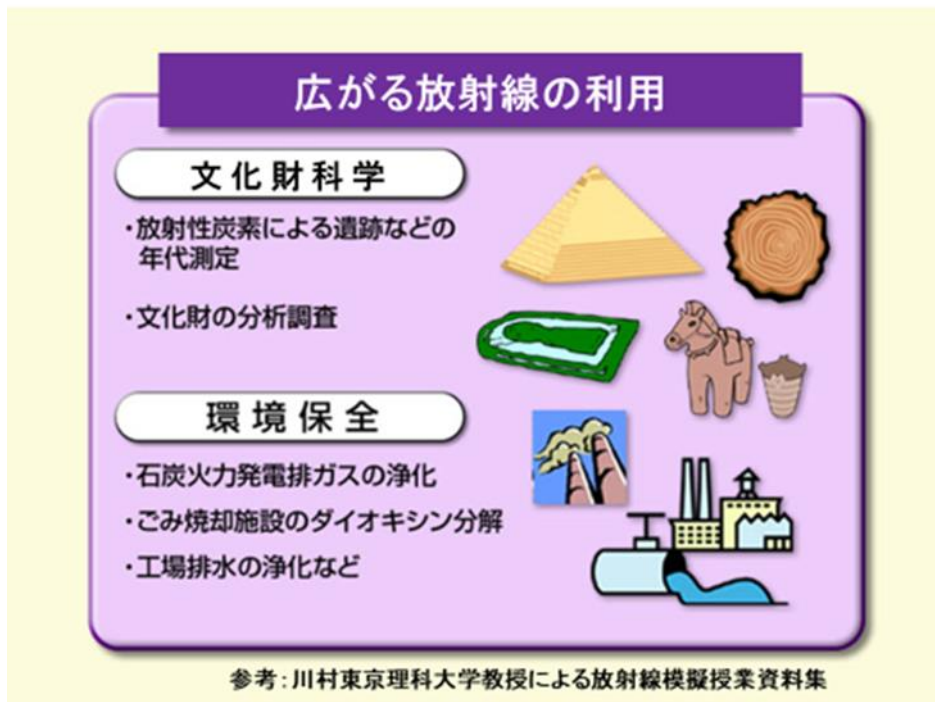 広がる放射線の利用
文化財科学
・放射性炭素による遺跡などの
年代測定
・文化財の分析調査
環境保全
・石炭火力発電排ガスの浄化
・ごみ焼却施設のダイオキシン分解
・工場排水の浄化など
参考：川村東京理科大学教授による放射線模擬授業資料集